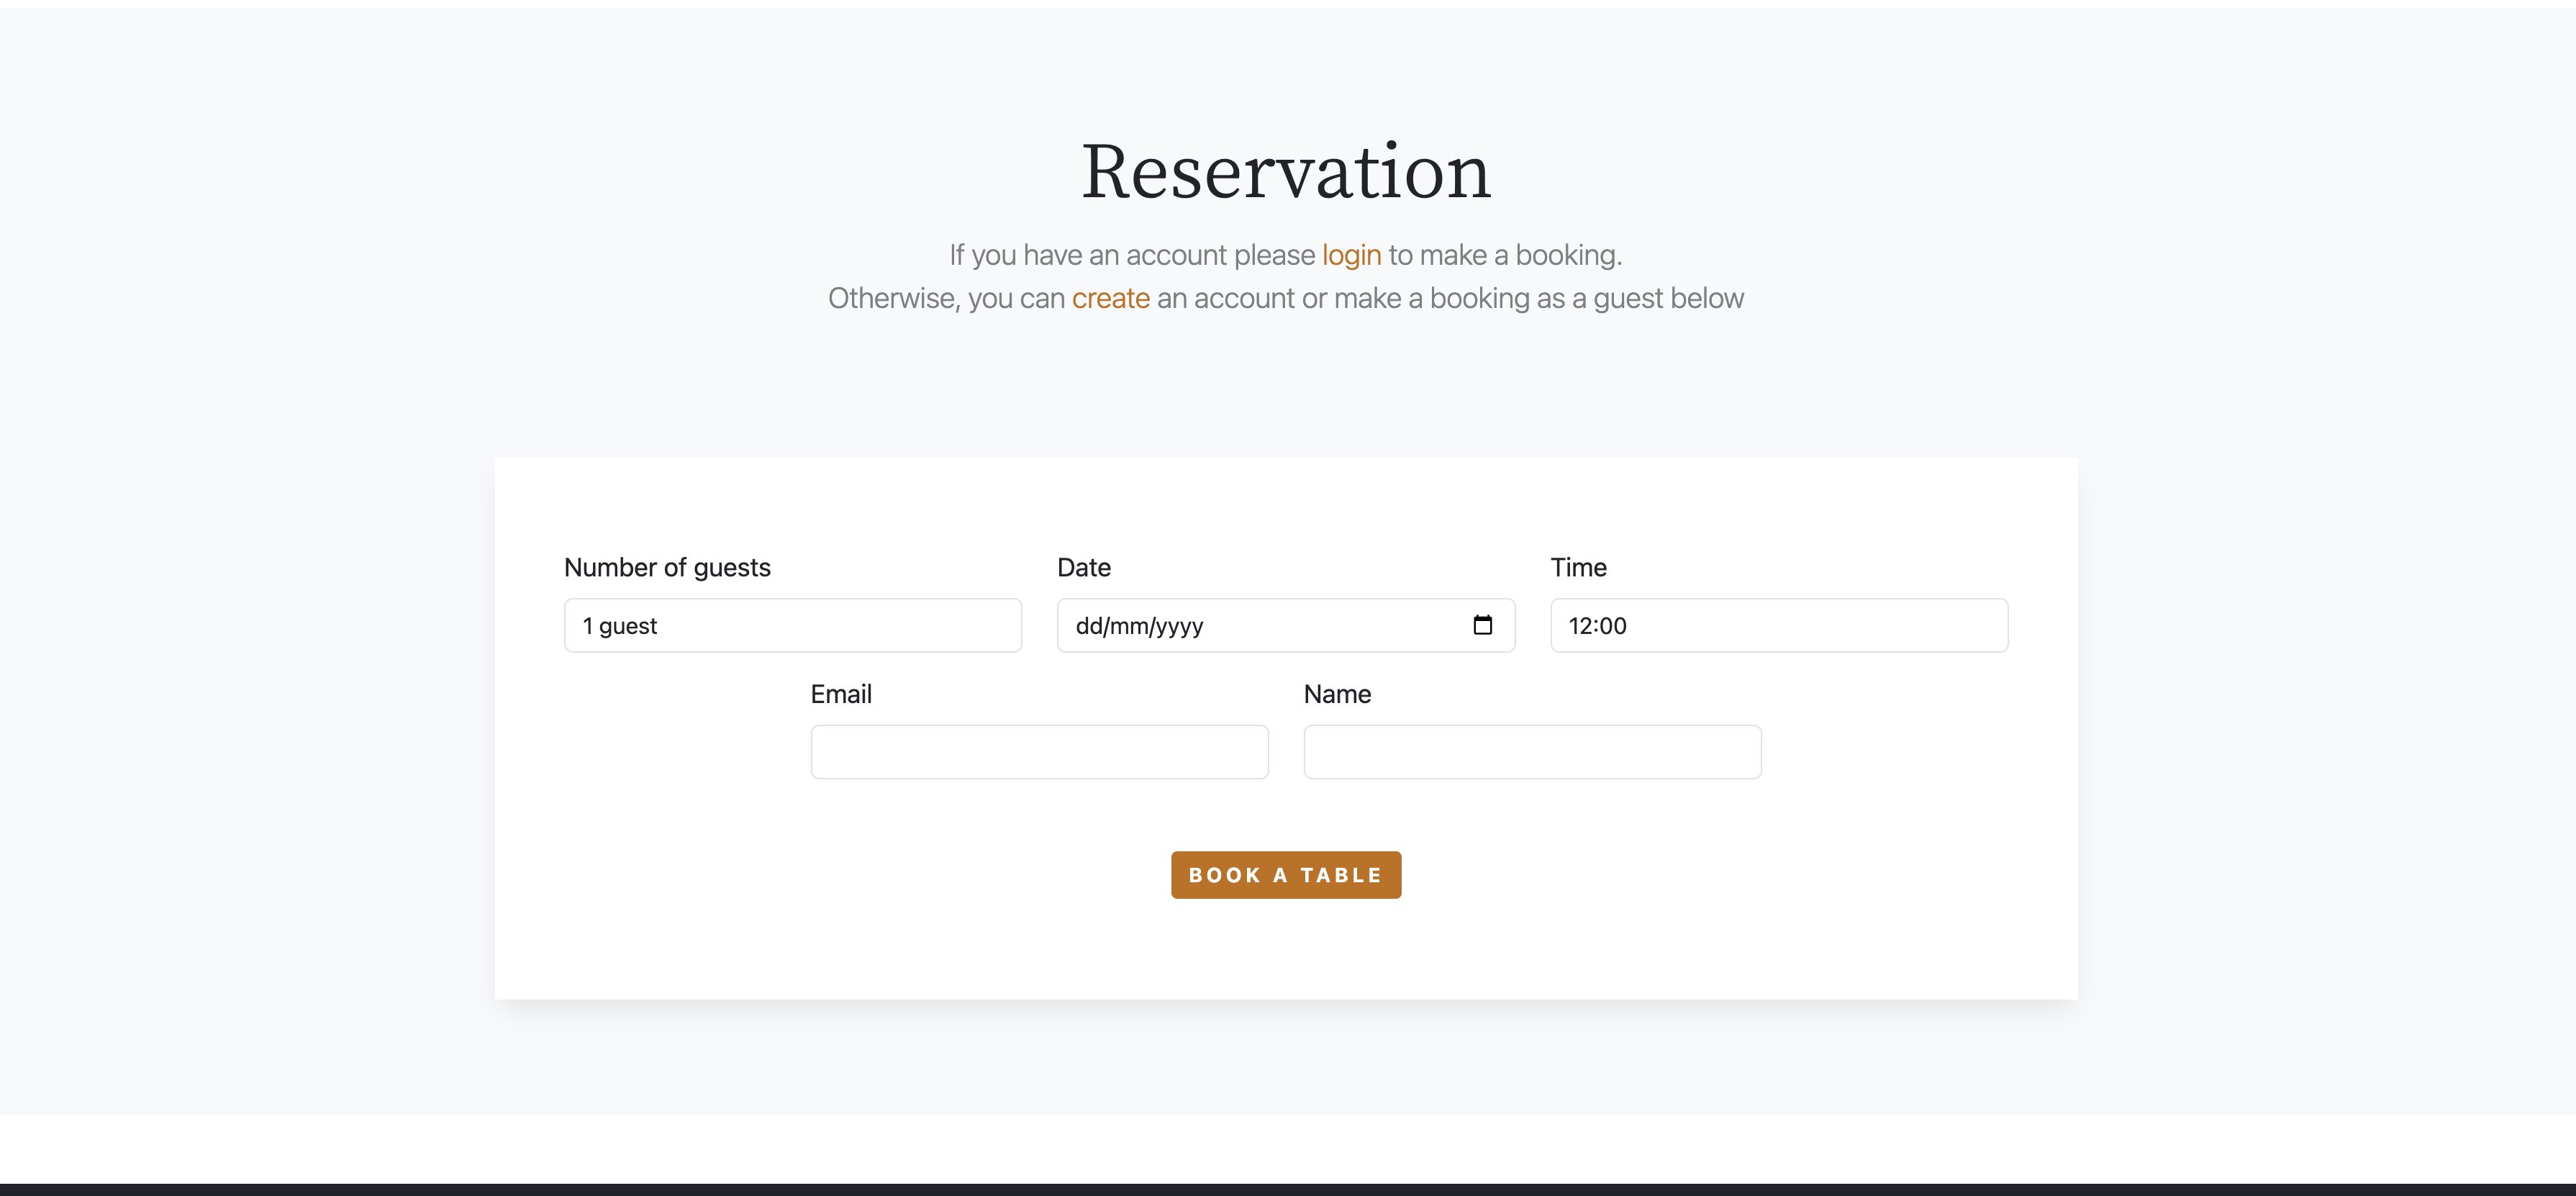 Reservation
If you have an account please login to make a booking.
Otherwise, you can create an account or make a booking as a guest below
Number of guests
Date
Time
1 guest
dd/mm/yyyy
12:00
Email
Name
BOOK A TABLE